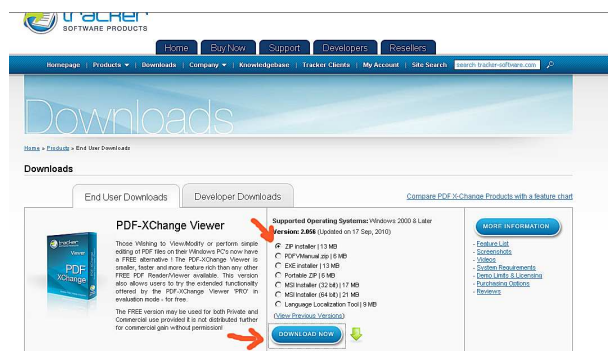 tracker
SOFTWARE PRODUCTS
Home Buy Now Support Developers Resellers
Homepage | Products | Downloads | Company | Knowledgebase | Tracker Clients | My Account | Site Search search tracker-software.com
Downloads
Home » Products » End User Downloads
Downloads
End User Downloads Developer Downloads Compare PDF X-Change Products with a feature chart
PDF-XChange Viewer
Those Wishing to View,Modify or perform simple
editing of PDF files on their Windows PC's now have
a FREE alternative ! The PDF-XChange Viewer is
smaller, faster and more feature rich than any other
FREE PDF Reader/Viewer available. This version
also allows users to try the extended functionality
offered by the PDF-XChange Viewer 'PRO' in
evaluation mode - for free.
The FREE version may be used for both Private and
Commercial use provided it is not distributed further
for commercial gain without permission!
tracker
Viewer
PDF
XChange
Supported Operating Systems: Windows 2000 & Later
Version: 2.056 (Updated on 17 Sep, 2010)
ZIP installer | 13 MB
PDFVManual zip | 6 MB
EXE installer | 13 MB
Portable ZIP | 6 MB
MSI Installer (32 bit) | 17 MB
MSI Installer (64 bit) | 21 MB
Language Localization Tool | 9 MB
(View Previous Versions)
DOWNLOAD NOW
MORE INFORMATION
- Feature List
- Screenshots
- Videos
- System Requirements
- Demo Limits & Licensing
- Purchasing Options
- Reviews